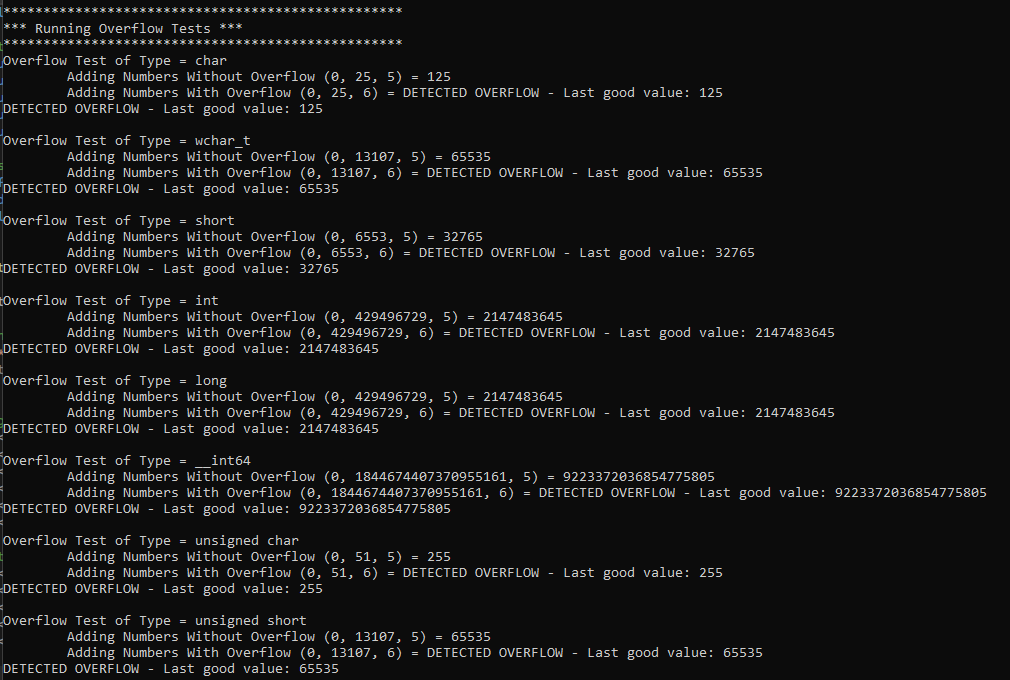 **************************************************
*** Running Overflow Tests ***
**************************************************
Overflow Test of Type = char
Adding Numbers Without Overflow (0, 25, 5) = 125
Adding Numbers With Overflow (0, 25, 6) = DETECTED OVERFLOW - Last good value: 125
DETECTED OVERFLOW - Last good value: 125
Overflow Test of Type = wchar_t
Adding Numbers Without Overflow (0, 13107, 5) = 65535
Adding Numbers With Overflow (0, 13107, 6) = DETECTED OVERFLOW - Last good value: 65535
DETECTED OVERFLOW - Last good value: 65535
Overflow Test of Type = short
Adding Numbers Without Overflow (0, 6553, 5) = 32765
Adding Numbers With Overflow (0, 6553, 6) = DETECTED OVERFLOW - Last good value: 32765
DETECTED OVERFLOW - Last good value: 32765
Overflow Test of Type = int
Adding Numbers Without Overflow (0, 429496729, 5) = 2147483645
Adding Numbers With Overflow (0, 429496729, 6) = DETECTED OVERFLOW - Last good value: 2147483645
DETECTED OVERFLOW - Last good value: 2147483645
Overflow Test of Type = long
Adding Numbers Without Overflow (0, 429496729, 5) = 2147483645
Adding Numbers With Overflow (0, 429496729, 6) = DETECTED OVERFLOW - Last good value: 2147483645
DETECTED OVERFLOW - Last good value: 2147483645
Overflow Test of Type = __int64
Adding Numbers Without Overflow (0, 1844674407370955161, 5) = 9223372036854775805
Adding Numbers With Overflow (0, 1844674407370955161, 6) = DETECTED OVERFLOW - Last good value: 9223372036854775805
DETECTED OVERFLOW - Last good value: 9223372036854775805
Overflow Test of Type = unsigned char
Adding Numbers Without Overflow (0, 51, 5) = 255
Adding Numbers With Overflow (0, 51, 6) = DETECTED OVERFLOW - Last good value: 255
DETECTED OVERFLOW - Last good value: 255
Overflow Test of Type = unsigned short
Adding Numbers Without Overflow (0, 13107, 5) = 65535
Adding Numbers With Overflow (0, 13107, 6) = DETECTED OVERFLOW - Last good value: 65535
DETECTED OVERFLOW - Last good value: 65535